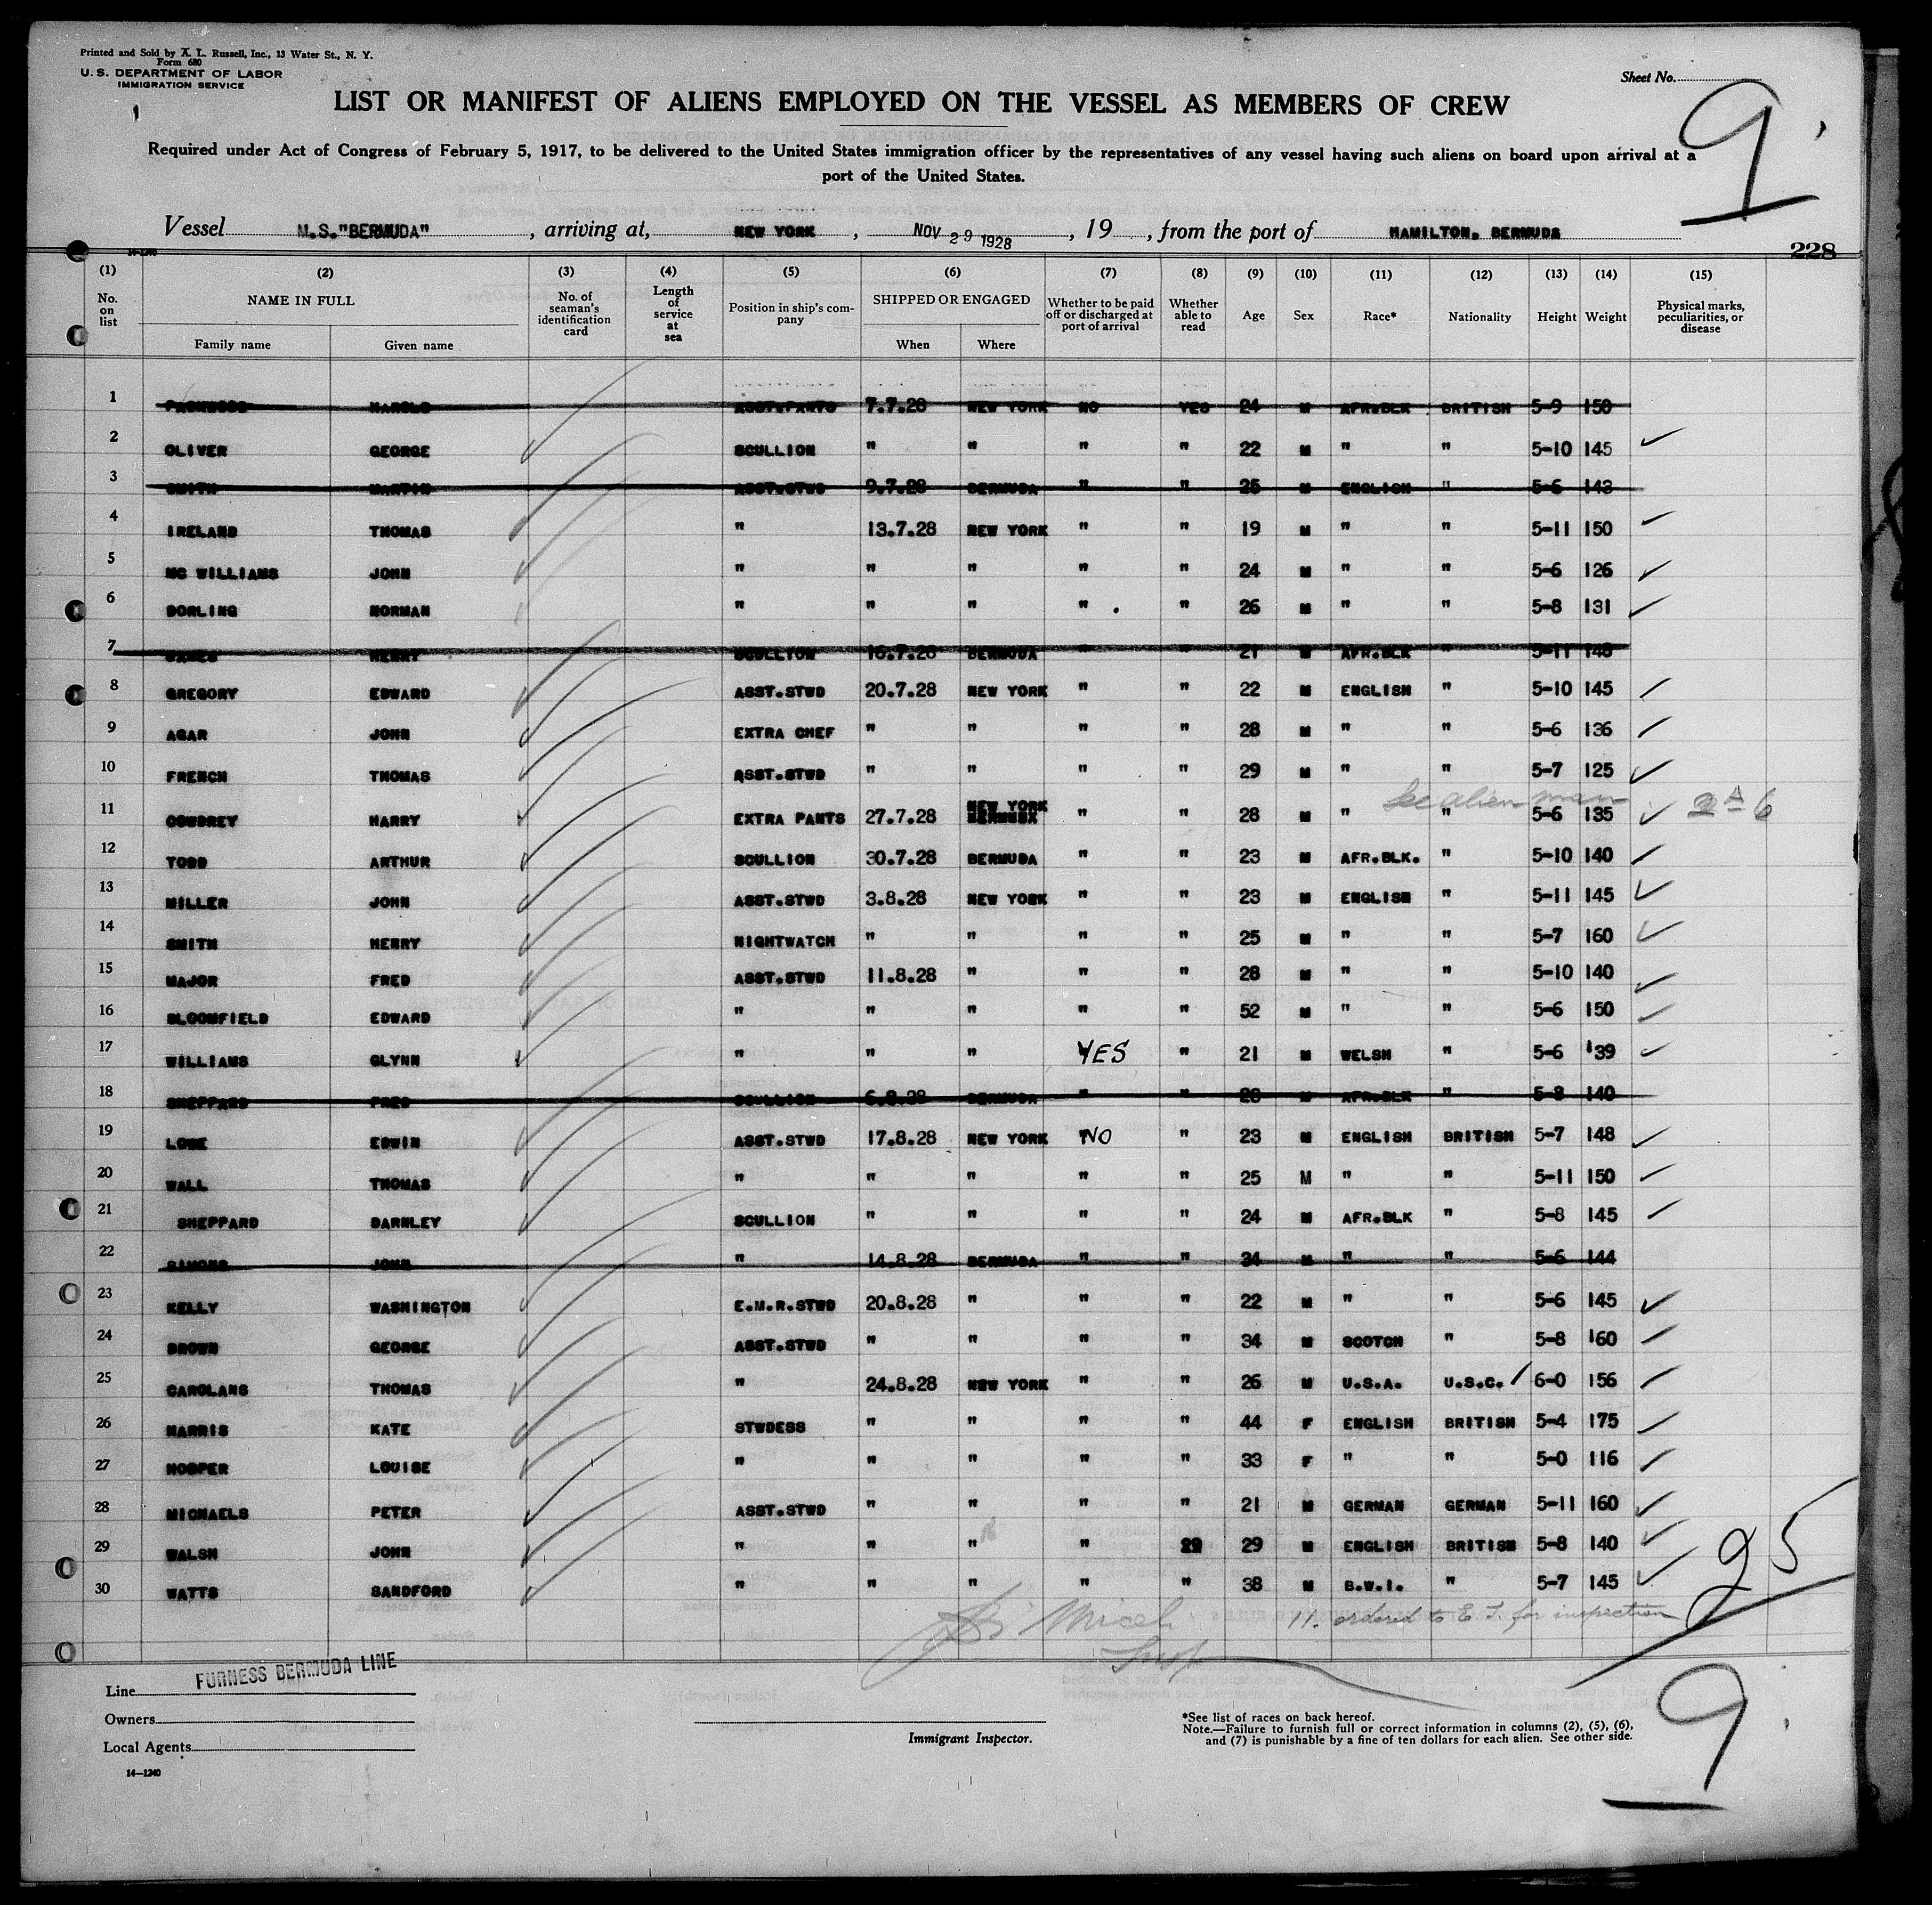 Printed and Sold by A. L. Russell, Inc., 13 Water St., N. Y.
Form 680
U. S. DEPARTMENT OF LABOR
IMMIGRATION SERVICE
Sheet No.
9
LIST OR MANIFEST OF ALIENS EMPLOYED ON THE VESSEL AS MEMBERS OF CREW
Required under Act of Congress of February 5, 1917, to be delivered to the United States immigration officer by the representatives of any vessel having such aliens on board upon arrival at a
port of the United States.
Vessel M.S."BERMUDA", arriving at, NEW YORK, NOV 29 1928, 19, from the port of HAMILTON, BERMUDA
228
14-1240
(1) (2) (3) (4) (5) (6) (7) (8) (9) (10) (11) (12) (13) (14) (15)
No. on list NAME IN FULL Family name Given name No. of seaman's identification card Length of service at sea Position in ship's company SHIPPED OR ENGAGED When Where Whether to be paid off or discharged at port of arrival Whether able to read Age Sex Race* Nationality Height Weight Physical marks, peculiarities, or disease
1 HAROLD ASST.PANTS 7.7.28 NEW YORK NO YES 24 M AFR.BLK BRITISH 5-9 150
2 OLIVER GEORGE SCULLION " " " " 22 M " " 5-10 145
3 SMITH MARTIN ASST.STWD 9.7.28 BERMUDA " " 25 M ENGLISH " 5-6 143
4 IRELAND THOMAS " 13.7.28 NEW YORK " " 19 M " " 5-11 150
5 MC WILLIAMS JOHN " " " " " 24 M " " 5-6 126
6 DORLING NORMAN " " " " " 26 M " " 5-8 131
7 JAMES HENRY SCULLION 16.7.28 BERMUDA " " 21 M AFR.BLK " 5-11 148
8 GREGORY EDWARD ASST.STWD 20.7.28 NEW YORK " " 22 M ENGLISH " 5-10 145
9 AGAR JOHN EXTRA CHEF " " " " 28 M " " 5-6 136
10 FRENCH THOMAS ASST.STWD " " " " 29 M " " 5-7 125
See alien man
11 COWDREY HARRY EXTRA PANTS 27.7.28 NEW YORK BERMUDA " " 28 M " " 5-6 135
12 TODD ARTHUR SCULLION 30.7.28 BERMUDA " " 23 M AFR.BLK. " 5-10 140
13 MILLER JOHN ASST.STWD 3.8.28 NEW YORK " " 23 M ENGLISH " 5-11 145
14 SMITH HENRY NIGHTWATCH " " " " 25 M " " 5-7 160
15 MAJOR FRED ASST.STWD 11.8.28 " " " 28 M " " 5-10 140
16 BLOOMFIELD EDWARD " " " " " 52 M " " 5-6 150
17 WILLIAMS GLYNN " " " YES " 21 M WELSH " 5-6 139
18 SHEPPARD FRED SCULLION 6.8.28 BERMUDA " " 28 M AFR.BLK " 5-8 140
19 LOWE EDWIN ASST.STWD 17.8.28 NEW YORK NO " 23 M ENGLISH BRITISH 5-7 148
20 WALL THOMAS " " " " " 25 M " " 5-11 150
21 SHEPPARD DARNLEY SCULLION " " " " 24 M AFR.BLK " 5-8 145
22 SIMONS JOHN " 14.8.28 BERMUDA " " 34 M " " 5-6 144
23 KELLY WASHINGTON E.M.R.STWD 20.8.28 " " " 22 M " " 5-6 145
24 BROWN GEORGE ASST.STWD " " " " 34 M SCOTCH " 5-8 160
25 CAROLANS THOMAS " 24.8.28 NEW YORK " " 26 M U.S.A. U.S.C. 6-0 156
26 HARRIS KATE STWDESS " " " " 44 F ENGLISH BRITISH 5-4 175
27 HOOPER LOUISE " " " " " 33 F " " 5-0 116
28 MICHAELS PETER ASST.STWD " " " " 21 M GERMAN GERMAN 5-11 160
29 WALSH JOHN " " " " 29 29 M ENGLISH BRITISH 5-8 140
30 WATTS SANDFORD " " " " " 38 M B.W.I. " 5-7 145
25
11. ordered to E. I. for inspection
Insp
Line FURNESS BERMUDA LINE
Owners
Local Agents
14-1240
Immigrant Inspector.
*See list of races on back hereof.
Note.—Failure to furnish full or correct information in columns (2), (5), (6),
and (7) is punishable by a fine of ten dollars for each alien. See other side.
9